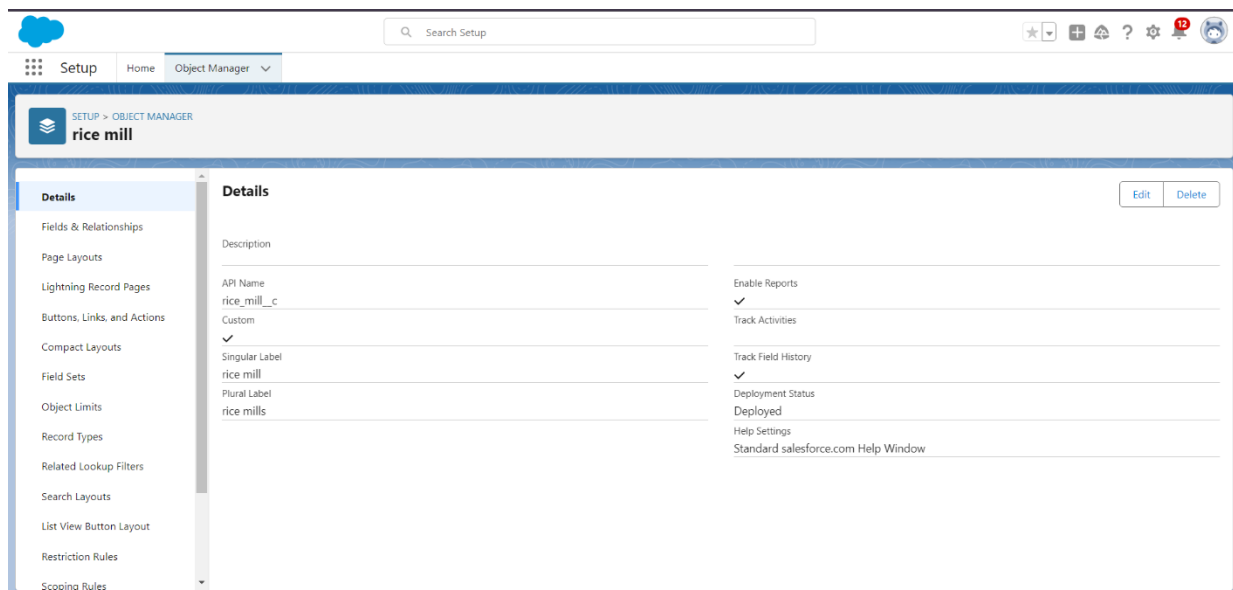 Search Setup
12
Setup
Home
Object Manager
SETUP > OBJECT MANAGER
rice mill
Details
Fields & Relationships
Page Layouts
Lightning Record Pages
Buttons, Links, and Actions
Compact Layouts
Field Sets
Object Limits
Record Types
Related Lookup Filters
Search Layouts
List View Button Layout
Restriction Rules
Scoping Rules
Details
Edit
Delete
Description
API Name
rice_mill__c
Custom
Singular Label
rice mill
Plural Label
rice mills
Enable Reports
Track Activities
Track Field History
Deployment Status
Deployed
Help Settings
Standard salesforce.com Help Window